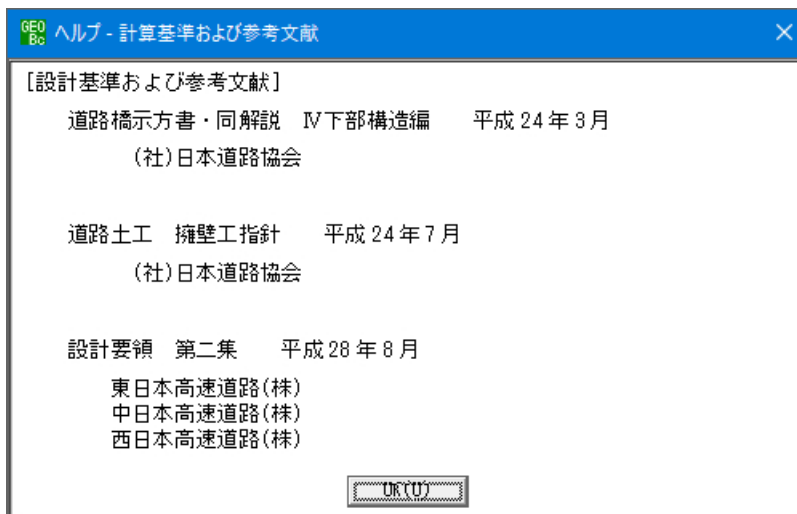 GEO
Bc
ヘルプ - 計算基準および参考文献
[設計基準および参考文献]
道路橋示方書・同解説　Ⅳ下部構造編　　平成24年3月
(社)日本道路協会
道路土工　擁壁工指針　　平成24年7月
(社)日本道路協会
設計要領　第二集　　平成28年8月
東日本高速道路(株)
中日本高速道路(株)
西日本高速道路(株)